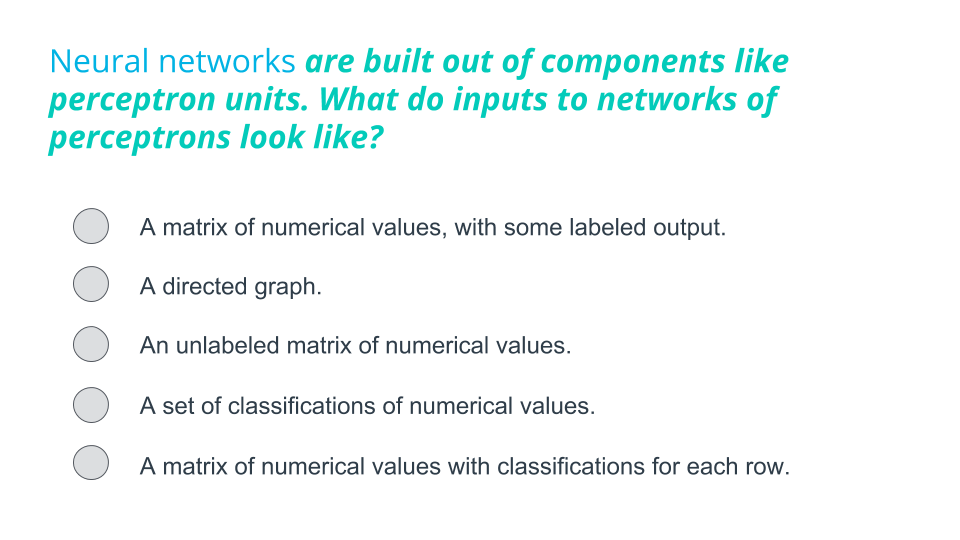 Neural networks are built out of components like
perceptron units. What do inputs to networks of
perceptrons look like?
A matrix of numerical values, with some labeled output.
A directed graph.
An unlabeled matrix of numerical values.
A set of classifications of numerical values.
A matrix of numerical values with classifications for each row.